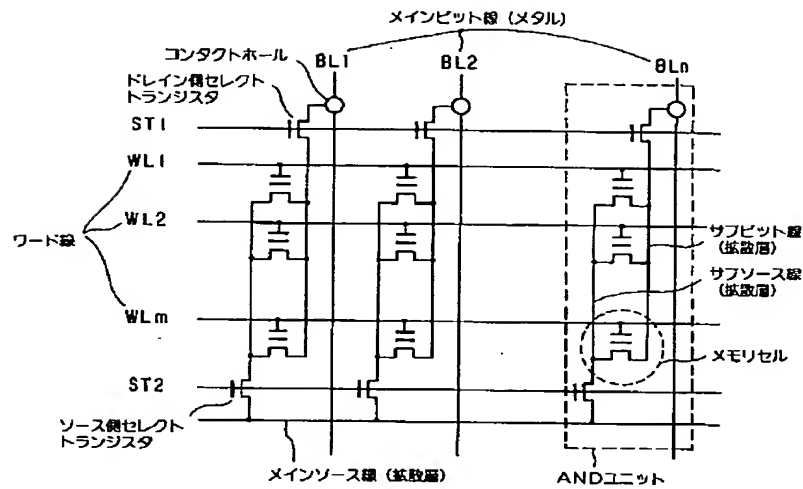 メインビット線（メタル）
コンタクトホール
BL1
BL2
BLn
ドレイン側セレクト
トランジスタ
ST1
WL1
WL2
ワード線
サブビット線
（拡散層）
サブソース線
（拡散層）
WLm
メモリセル
ST2
ソース側セレクト
トランジスタ
メインソース線（拡散層）
ANDユニット